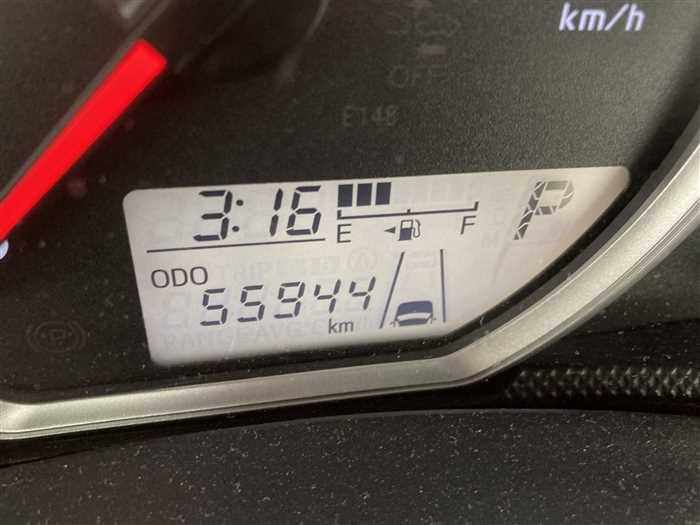 km/h
OFF
E148
3:16
E F
P
ODO
55944 km